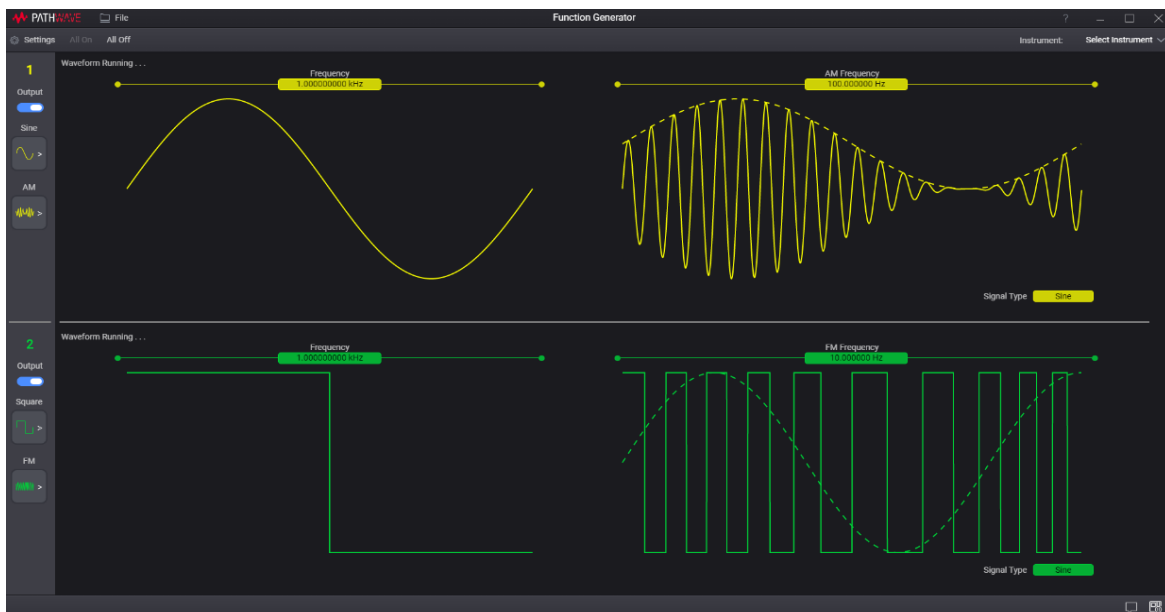 PATHWAVE File Function Generator ?
Settings All On All Off Instrument: Select Instrument
1
Waveform Running . . .
Output
Sine
>
AM
>
Frequency
1.000000000 kHz
AM Frequency
100.000000 Hz
Signal Type Sine
2
Waveform Running . . .
Output
Square
>
FM
>
Frequency
1.000000000 kHz
FM Frequency
10.000000 Hz
Signal Type Sine